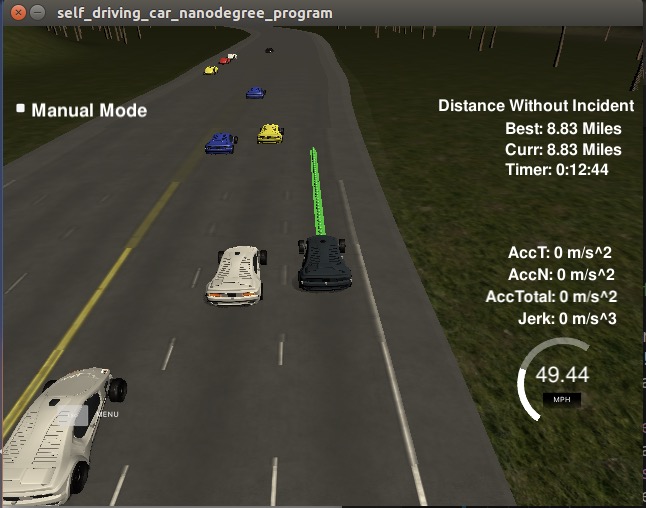 self_driving_car_nanodegree_program
Manual Mode
Distance Without Incident
Best: 8.83 Miles
Curr: 8.83 Miles
Timer: 0:12:44
AccT: 0 m/s^2
AccN: 0 m/s^2
AccTotal: 0 m/s^2
Jerk: 0 m/s^3
49.44
MPH
MENU